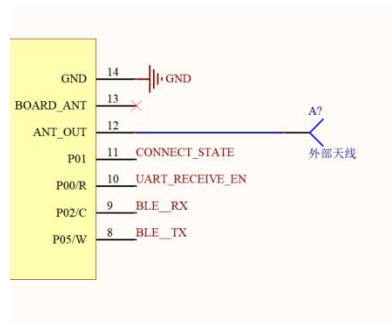 GND 14 GND
BOARD_ANT 13
A?
ANT_OUT 12
外部天线
P01 11 CONNECT_STATE
P00/R 10 UART_RECEIVE_EN
P02/C 9 BLE__RX
P05/W 8 BLE__TX